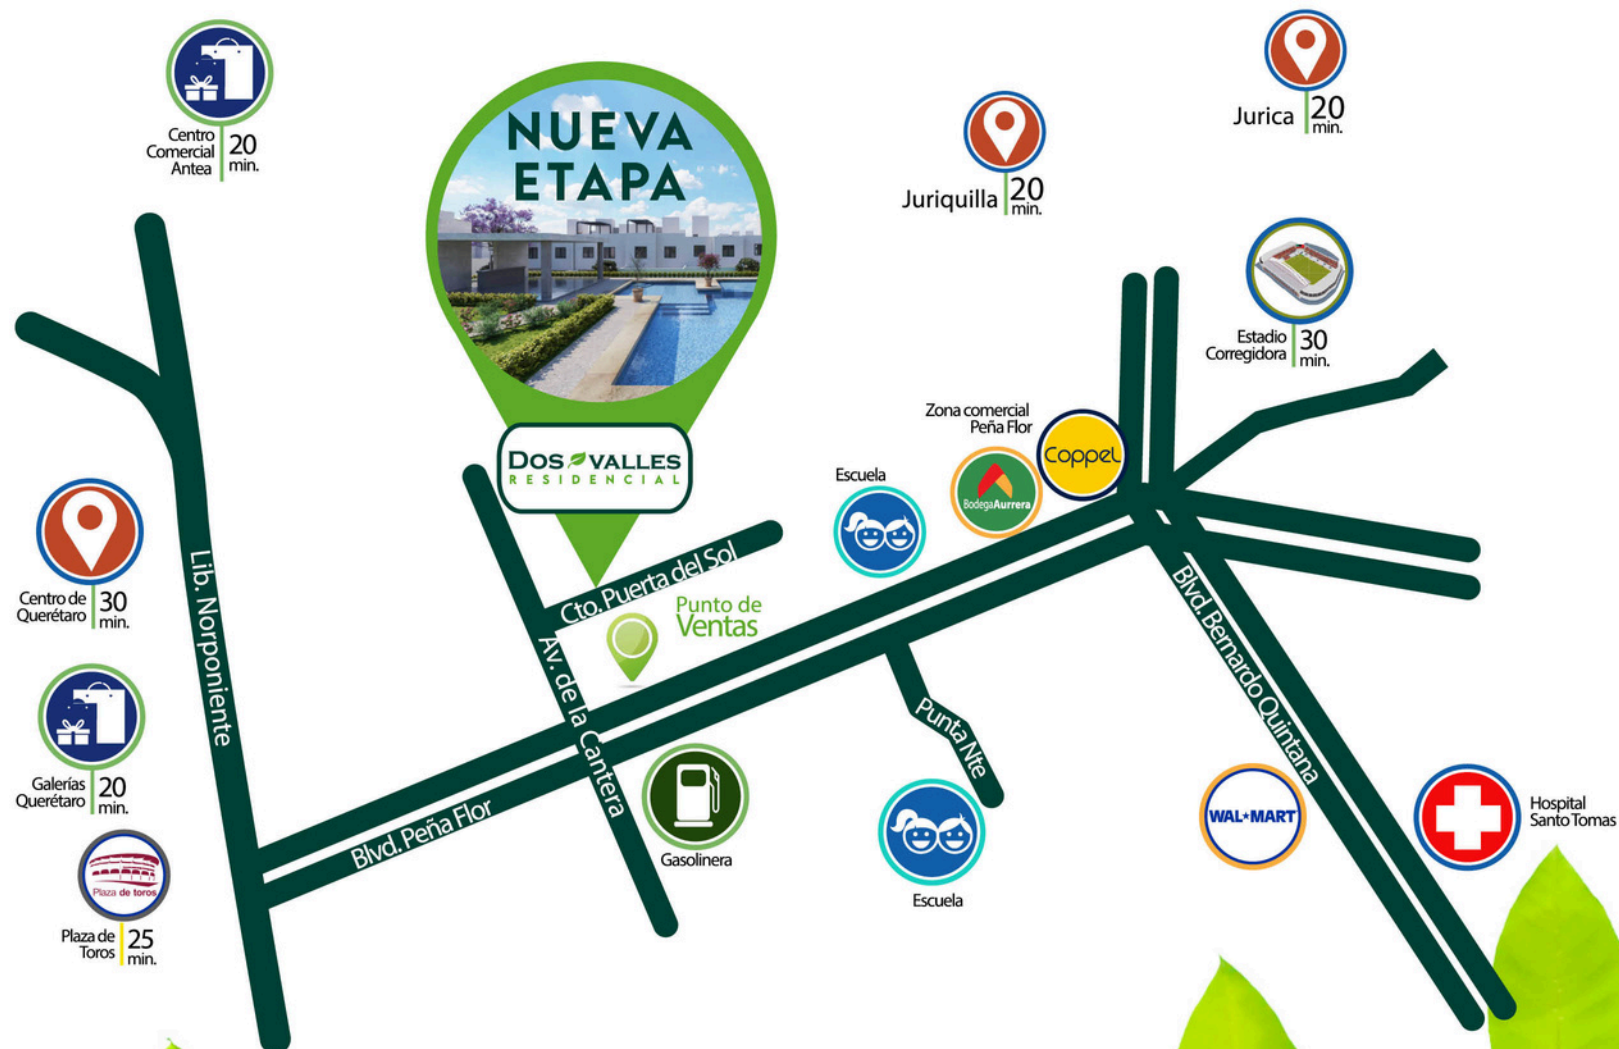 Centro
Comercial
Antea
20
min.
NUEVA
ETAPA
DOS VALLES
RESIDENCIAL
Juriquilla
20
min.
Jurica
20
min.
Estadio
Corregidora
30
min.
Zona comercial
Peña Flor
Coppel
BodegaAurrera
Escuela
Centro de
Querétaro
30
min.
Lib. Norponiente
Cto. Puerta del Sol
Punto de
Ventas
Av. de la Cantera
Blvd. Peña Flor
Punta Nte
Blvd. Bernardo Quintana
Galerías
Querétaro
20
min.
Plaza de toros
Plaza de
Toros
25
min.
Gasolinera
Escuela
WAL★MART
Hospital
Santo Tomas